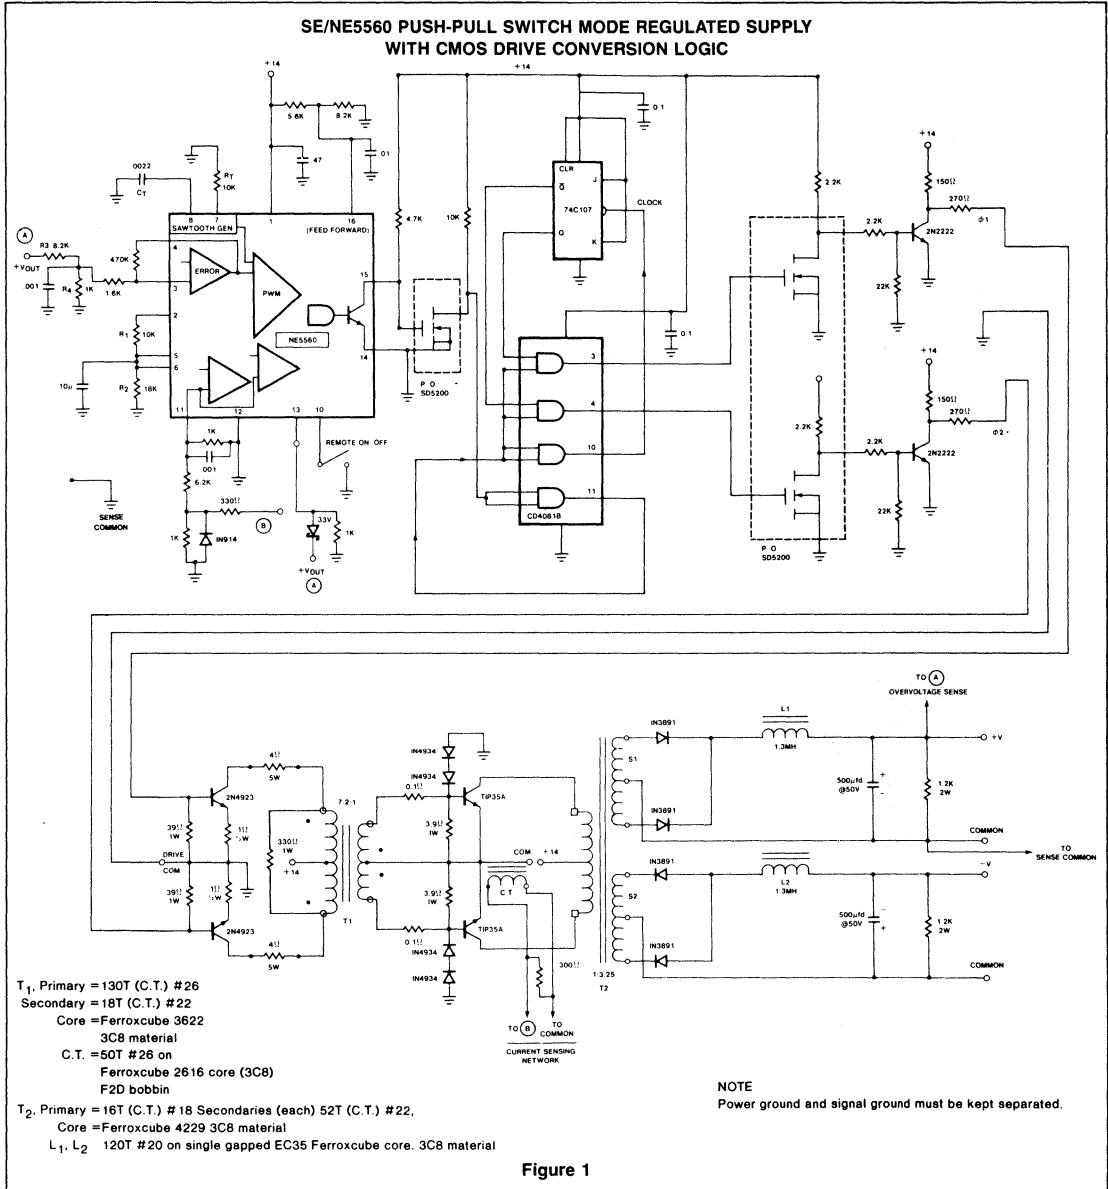 SE/NE5560 PUSH-PULL SWITCH MODE REGULATED SUPPLY
WITH CMOS DRIVE CONVERSION LOGIC
+14
+14
5.6K
8.2K
47
01
0022
CT
RT
10K
8
7
1
16
SAWTOOTH GEN
(FEED FORWARD)
A
R3 8.2K
+VOUT
.001
R4
1K
1.6K
470K
4
3
ERROR
PWM
NE5560
15
14
R1
10K
2
5
6
10µ
R2
18K
11
12
13
10
1K
001
6.2K
330Ω
B
1K
IN914
REMOTE ON OFF
33V
1K
+VOUT
A
SENSE
COMMON
4.7K
10K
P O
SD5200
0 1
CLR
Q̅
J
74C107
CLOCK
Q
K
0.1
3
4
10
11
CD4081B
2.2K
2.2K
22K
+14
150Ω
270Ω
Φ1
2N2222
2.2K
2.2K
22K
+14
150Ω
270Ω
Φ2
2N2222
P O
SD5200
TO A
OVERVOLTAGE SENSE
IN3891
L1
1.3MH
+V
S1
IN3891
500µfd
@50V
+
-
1.2K
2W
COMMON
TO
SENSE COMMON
IN3891
L2
1.3MH
-V
S2
IN3891
500µfd
@50V
-
+
1.2K
2W
COMMON
1:3.25
T2
4Ω
5W
2N4923
39Ω
1W
1Ω
½W
DRIVE
COM
39Ω
1W
1Ω
½W
2N4923
4Ω
5W
330Ω
1W
+14
7.2:1
T1
IN4934
IN4934
0.1Ω
TIP35A
3.9Ω
IW
COM
+14
C T
3.9Ω
IW
0.1Ω
TIP35A
IN4934
IN4934
300Ω
TO B
TO
COMMON
CURRENT SENSING
NETWORK
T1, Primary = 130T (C.T.) #26
Secondary = 18T (C.T.) #22
Core = Ferroxcube 3622
3C8 material
C.T. = 50T #26 on
Ferroxcube 2616 core (3C8)
F2D bobbin
T2, Primary = 16T (C.T.) #18 Secondaries (each) 52T (C.T.) #22,
Core = Ferroxcube 4229 3C8 material
L1, L2 120T #20 on single gapped EC35 Ferroxcube core. 3C8 material
NOTE
Power ground and signal ground must be kept separated.
Figure 1